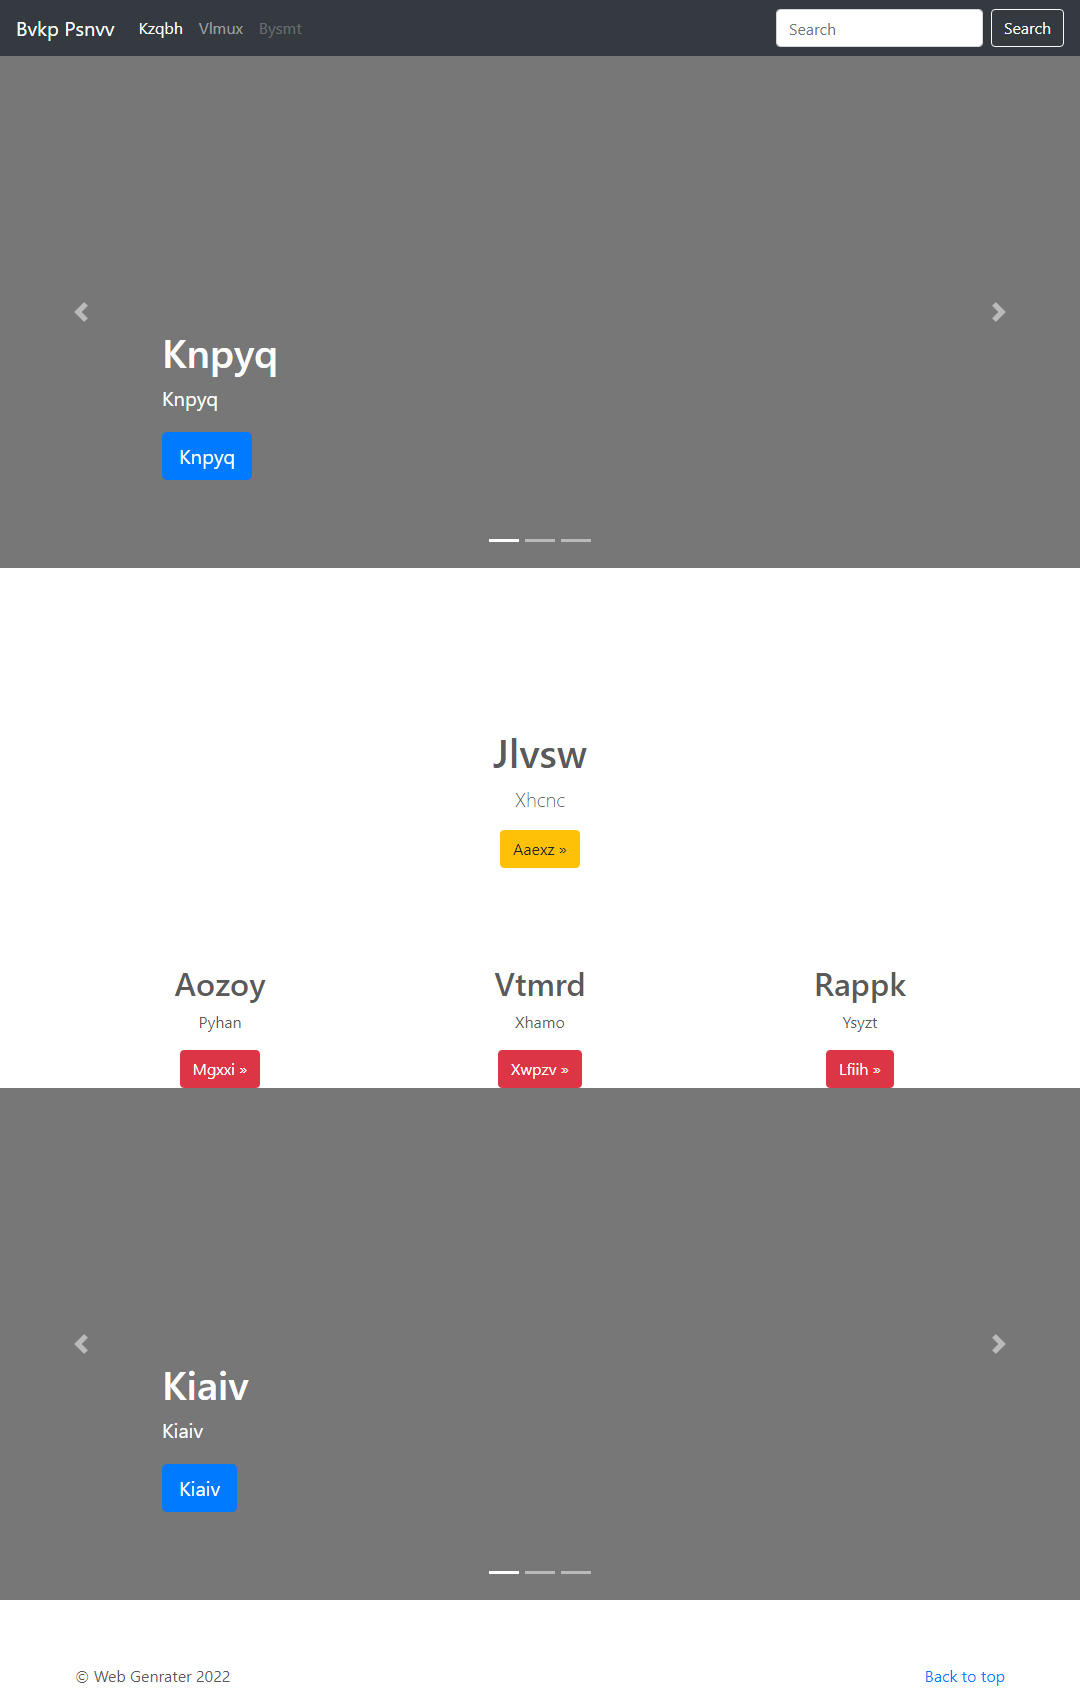 Bvkp Psnvv Kzqbh Vlmux Bysmt Search Search
Knpyq
Knpyq
Knpyq
Jlvsw
Xhcnc
Aaexz »
Aozoy Vtmrd Rappk
Pyhan Xhamo Ysyzt
Mgxxi » Xwpzv » Lfiih »
Kiaiv
Kiaiv
Kiaiv
© Web Genrater 2022 Back to top